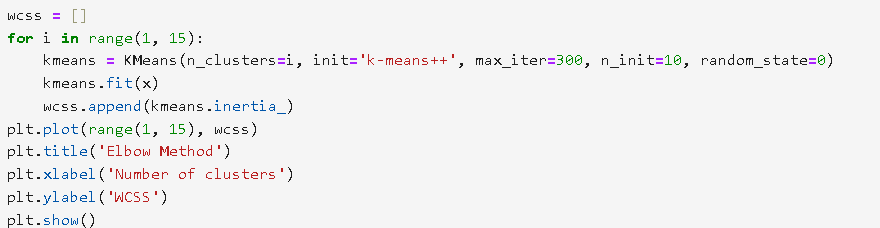 wcss = []
for i in range(1, 15):
    kmeans = KMeans(n_clusters=i, init='k-means++', max_iter=300, n_init=10, random_state=0)
    kmeans.fit(x)
    wcss.append(kmeans.inertia_)
plt.plot(range(1, 15), wcss)
plt.title('Elbow Method')
plt.xlabel('Number of clusters')
plt.ylabel('WCSS')
plt.show()